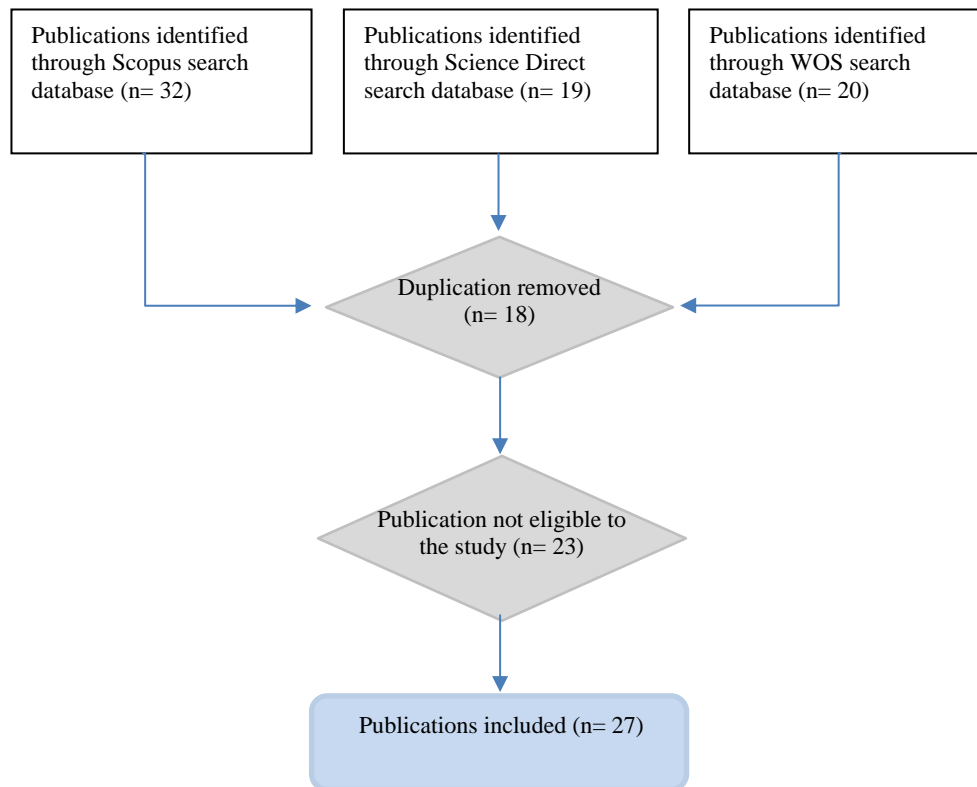 Publications identified
through Scopus search
database (n= 32)
Publications identified
through Science Direct
search database (n= 19)
Publications identified
through WOS search
database (n= 20)
Duplication removed
(n= 18)
Publication not eligible to
the study (n= 23)
Publications included (n= 27)